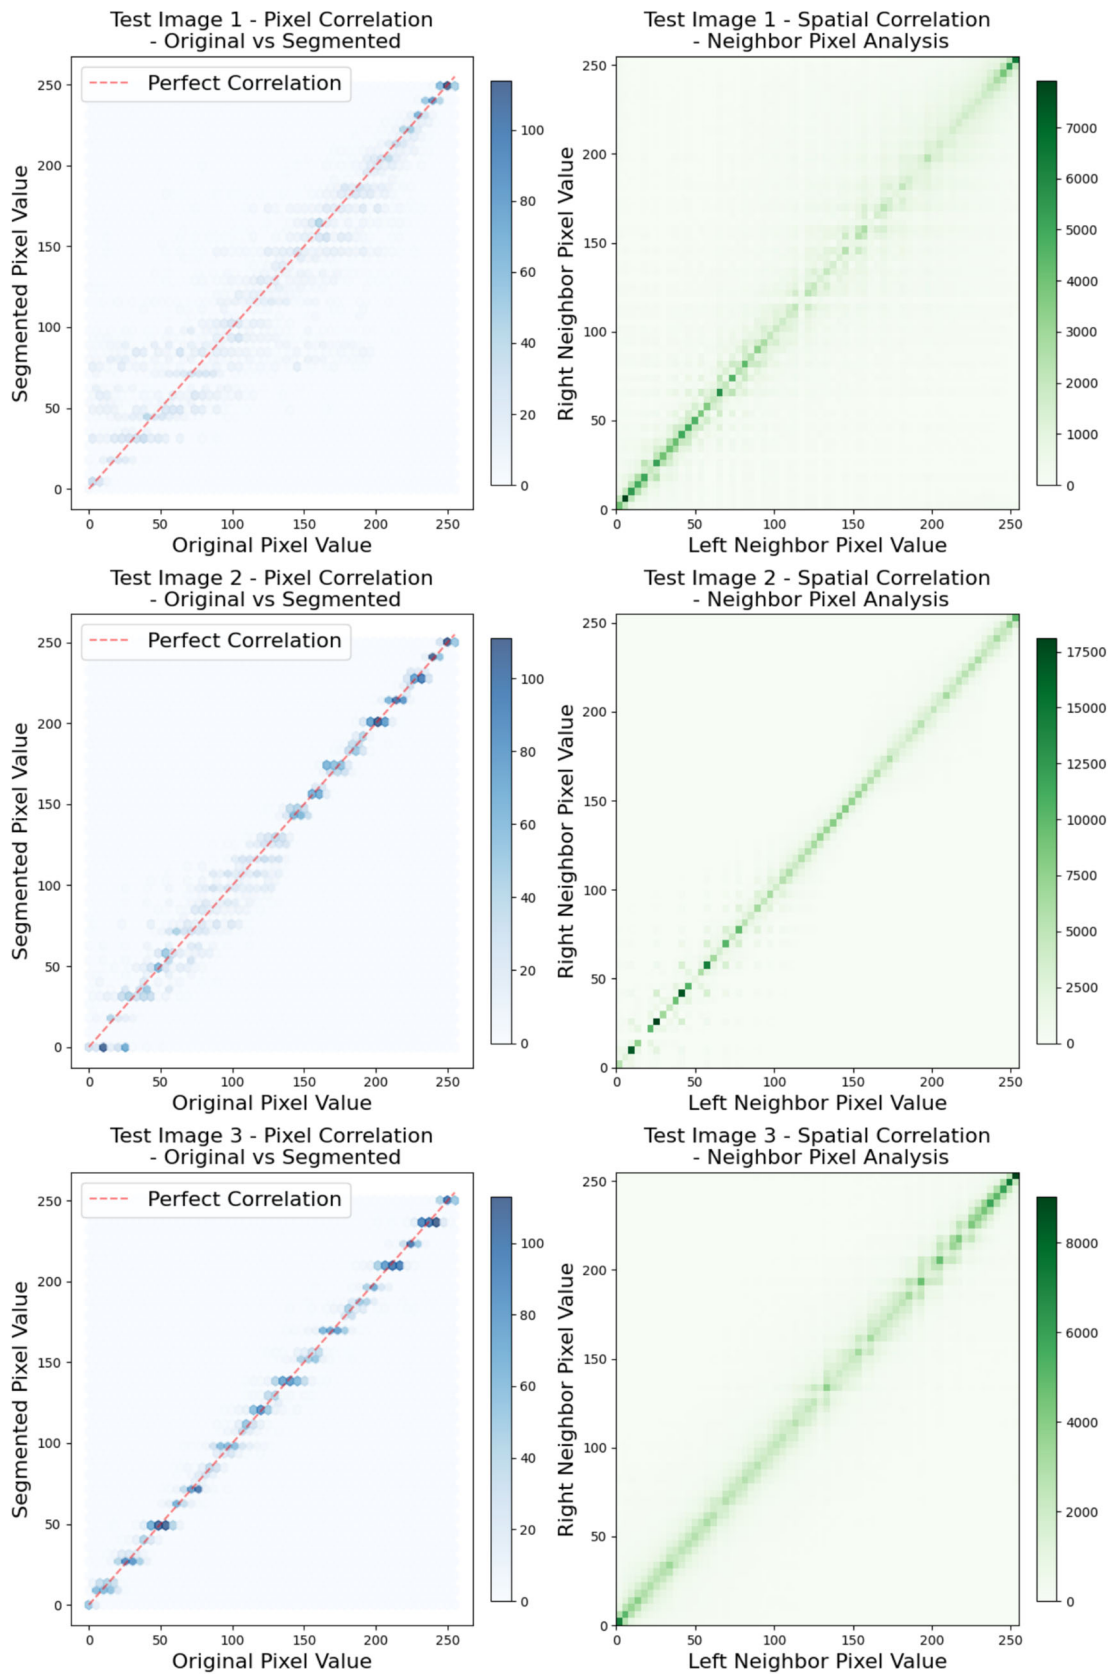 Test Image 1 - Pixel Correlation
- Original vs Segmented
Perfect Correlation
Segmented Pixel Value
250
200
150
100
50
0
0 50 100 150 200 250
Original Pixel Value
100
80
60
40
20
0
Test Image 1 - Spatial Correlation
- Neighbor Pixel Analysis
Right Neighbor Pixel Value
250
200
150
100
50
0
0 50 100 150 200 250
Left Neighbor Pixel Value
7000
6000
5000
4000
3000
2000
1000
0
Test Image 2 - Pixel Correlation
- Original vs Segmented
Perfect Correlation
Segmented Pixel Value
250
200
150
100
50
0
0 50 100 150 200 250
Original Pixel Value
100
80
60
40
20
0
Test Image 2 - Spatial Correlation
- Neighbor Pixel Analysis
Right Neighbor Pixel Value
250
200
150
100
50
0
0 50 100 150 200 250
Left Neighbor Pixel Value
17500
15000
12500
10000
7500
5000
2500
0
Test Image 3 - Pixel Correlation
- Original vs Segmented
Perfect Correlation
Segmented Pixel Value
250
200
150
100
50
0
0 50 100 150 200 250
Original Pixel Value
100
80
60
40
20
0
Test Image 3 - Spatial Correlation
- Neighbor Pixel Analysis
Right Neighbor Pixel Value
250
200
150
100
50
0
0 50 100 150 200 250
Left Neighbor Pixel Value
8000
6000
4000
2000
0